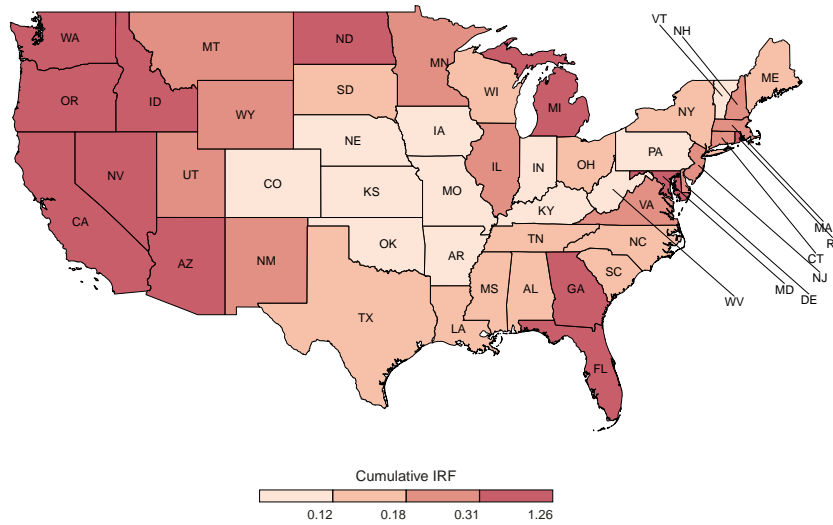 VT
NH
WA
ND
MT
MN
ME
OR
ID
SD
WI
MI
NY
WY
IA
NE
PA
NV
UT
IL
IN
OH
CO
KS
MO
KY
VA
CA
MA
R
OK
TN
NC
CT
AZ
NM
AR
SC
NJ
MS
AL
GA
MD
DE
WV
TX
LA
FL
Cumulative IRF
0.12 0.18 0.31 1.26